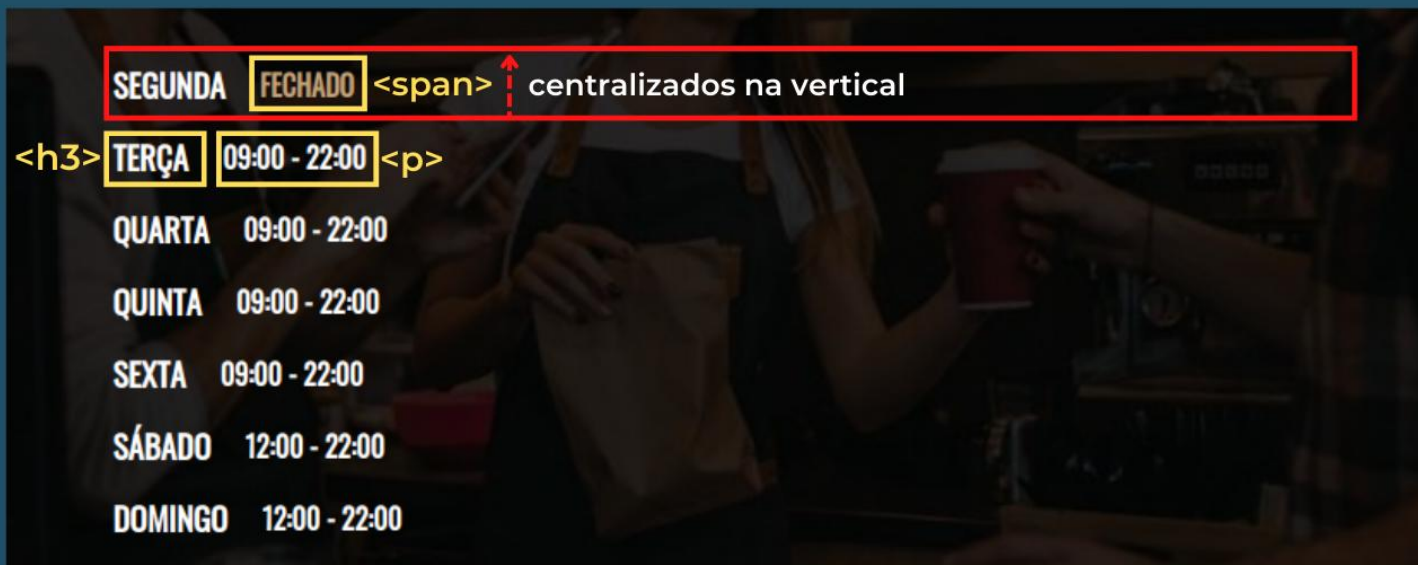 SEGUNDA FECHADO <span> centralizados na vertical
<h3> TERÇA 09:00 - 22:00 <p>
QUARTA 09:00 - 22:00
QUINTA 09:00 - 22:00
SEXTA 09:00 - 22:00
SÁBADO 12:00 - 22:00
DOMINGO 12:00 - 22:00